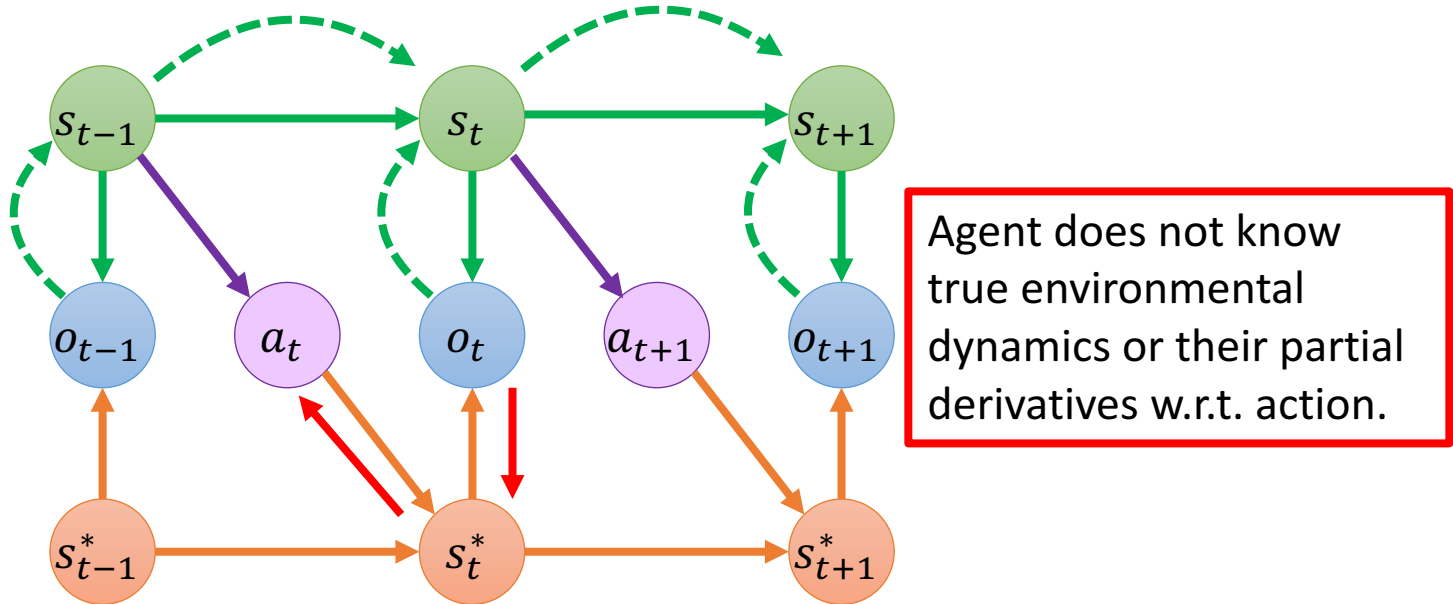 s_{t−1} s_t s_{t+1}
o_{t−1} a_t o_t a_{t+1} o_{t+1}
s^*_{t−1} s^*_t s^*_{t+1}
Agent does not know
true environmental
dynamics or their partial
derivatives w.r.t. action.